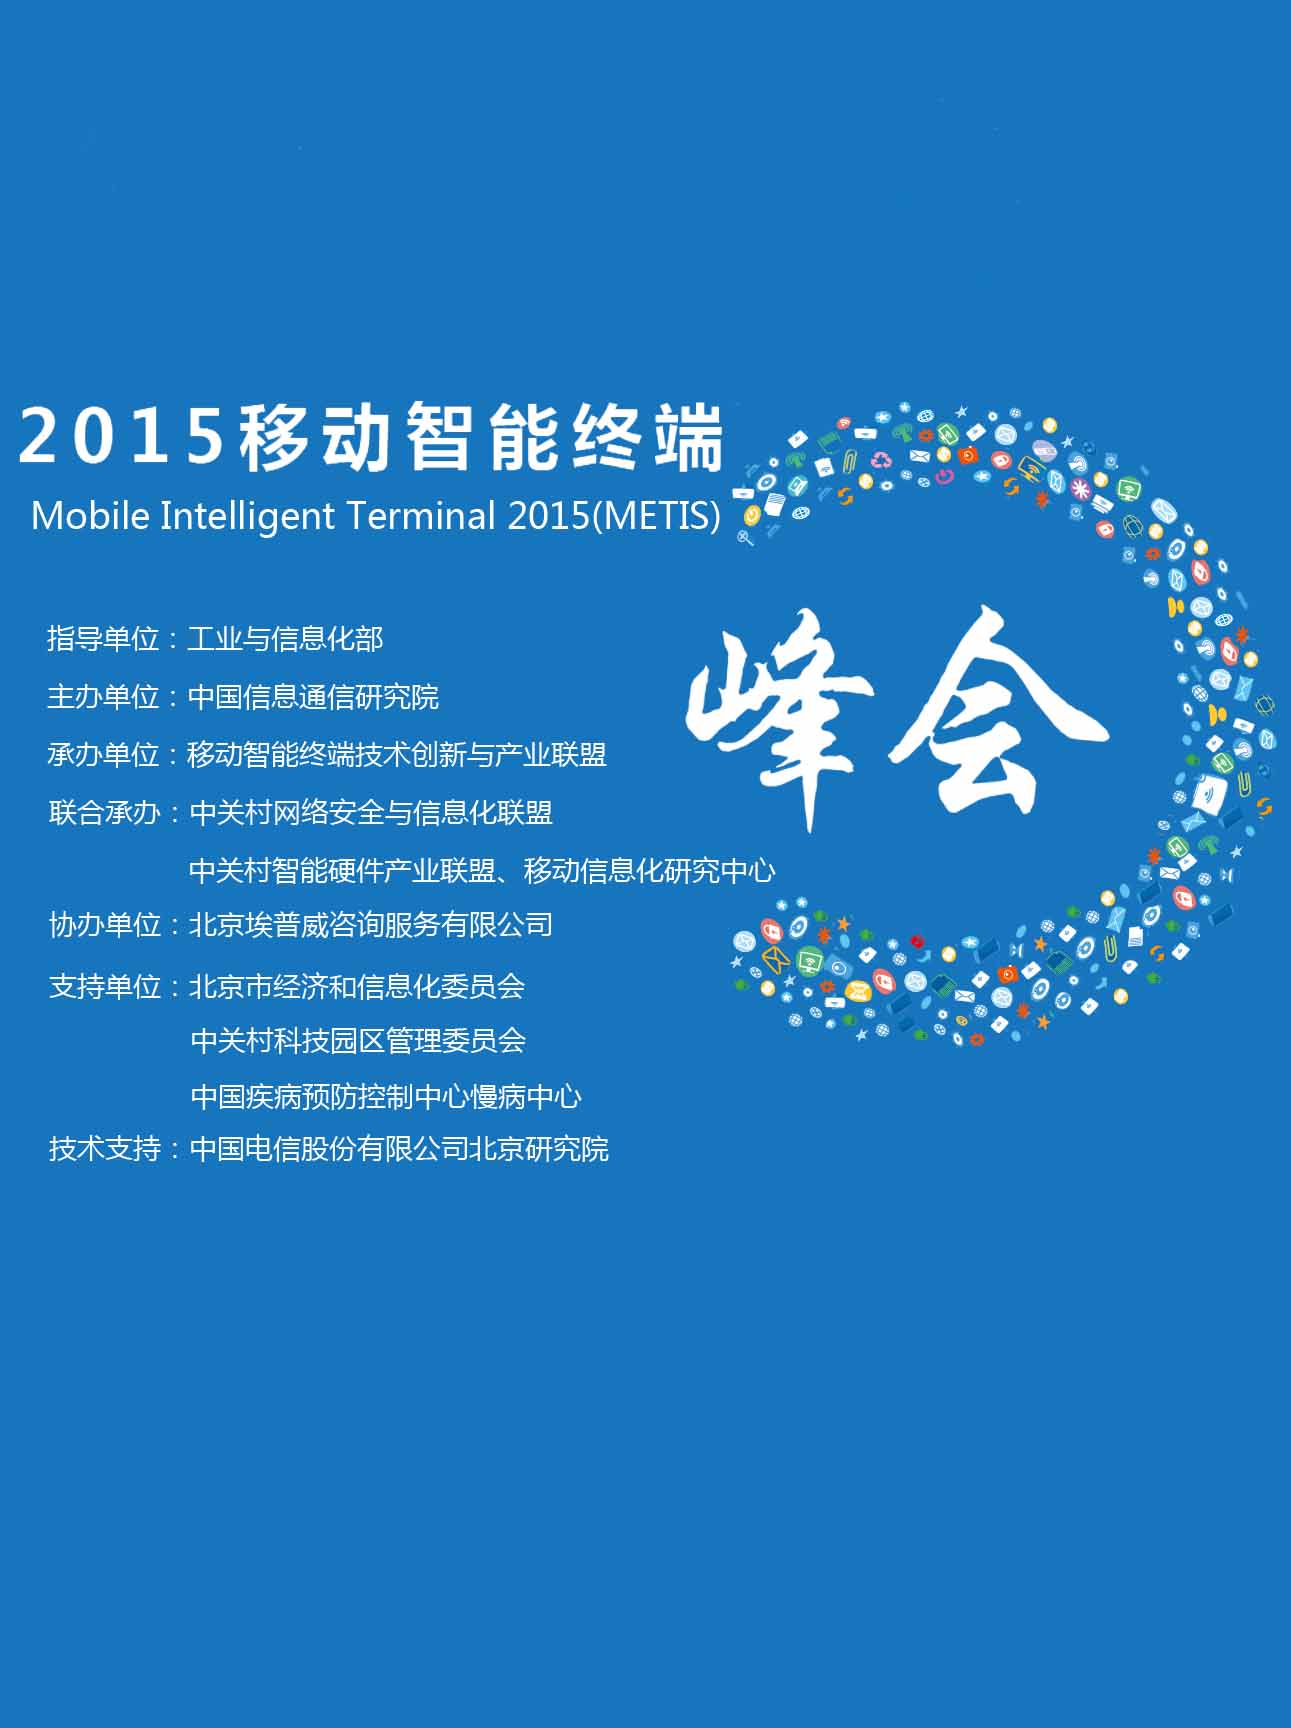 2015移动智能终端
Mobile Intelligent Terminal 2015(METIS)
峰会
指导单位：工业与信息化部
主办单位：中国信息通信研究院
承办单位：移动智能终端技术创新与产业联盟
联合承办：中关村网络安全与信息化联盟
中关村智能硬件产业联盟、移动信息化研究中心
协办单位：北京埃普威咨询服务有限公司
支持单位：北京市经济和信息化委员会
中关村科技园区管理委员会
中国疾病预防控制中心慢病中心
技术支持：中国电信股份有限公司北京研究院